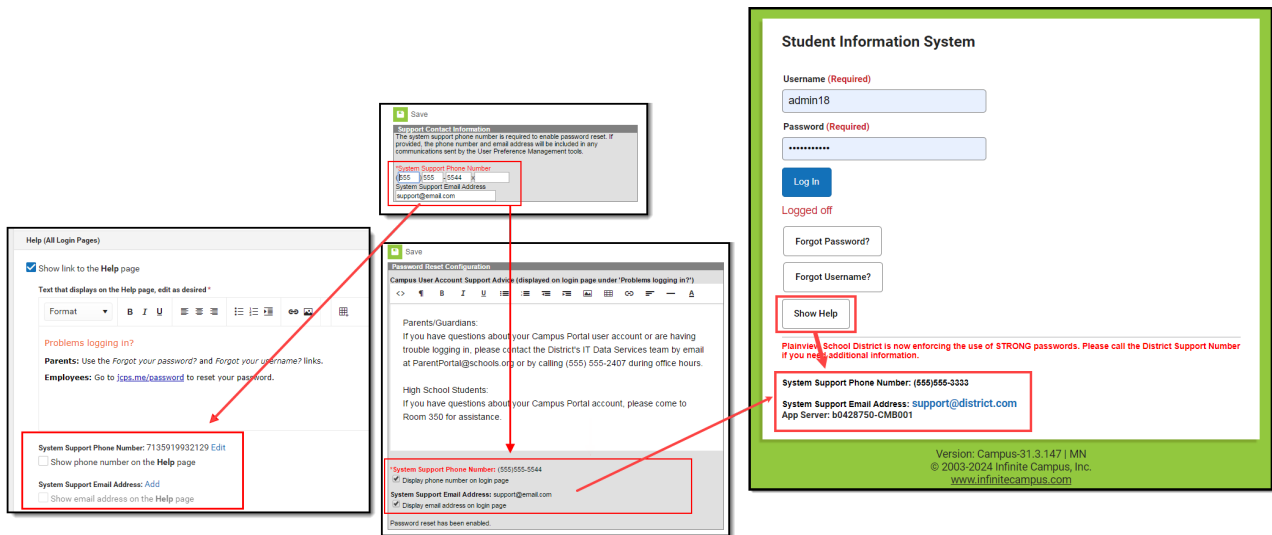 Save
Support Contact Information
The system support phone number is required to enable password reset. If
provided, the phone number and email address will be included in any
communications sent by the User Preference Management tools.
*System Support Phone Number
(555 )555 - 5544 x
System Support Email Address
support@email.com
Help (All Login Pages)
Show link to the Help page
Text that displays on the Help page, edit as desired *
Format B I U
Problems logging in?
Parents: Use the Forgot your password? and Forgot your username? links.
Employees: Go to jcps.me/password to reset your password.
System Support Phone Number: 7135919932129 Edit
Show phone number on the Help page
System Support Email Address: Add
Show email address on the Help page
Save
Password Reset Configuration
Campus User Account Support Advice (displayed on login page under 'Problems logging in?')
<> ¶ B I U A
Parents/Guardians:
If you have questions about your Campus Portal user account or are having
trouble logging in, please contact the District's IT Data Services team by email
at ParentPortal@schools.org or by calling (555) 555-2407 during office hours.
High School Students:
If you have questions about your Campus Portal account, please come to
Room 350 for assistance.
*System Support Phone Number: (555)555-5544
Display phone number on login page
System Support Email Address: support@email.com
Display email address on login page
Password reset has been enabled.
Student Information System
Username (Required)
admin18
Password (Required)
•••••••••••
Log In
Logged off
Forgot Password?
Forgot Username?
Show Help
Plainview School District is now enforcing the use of STRONG passwords. Please call the District Support Number
if you need additional information.
System Support Phone Number: (555)555-3333
System Support Email Address: support@district.com
App Server: b0428750-CMB001
Version: Campus-31.3.147 | MN
© 2003-2024 Infinite Campus, Inc.
www.infinitecampus.com